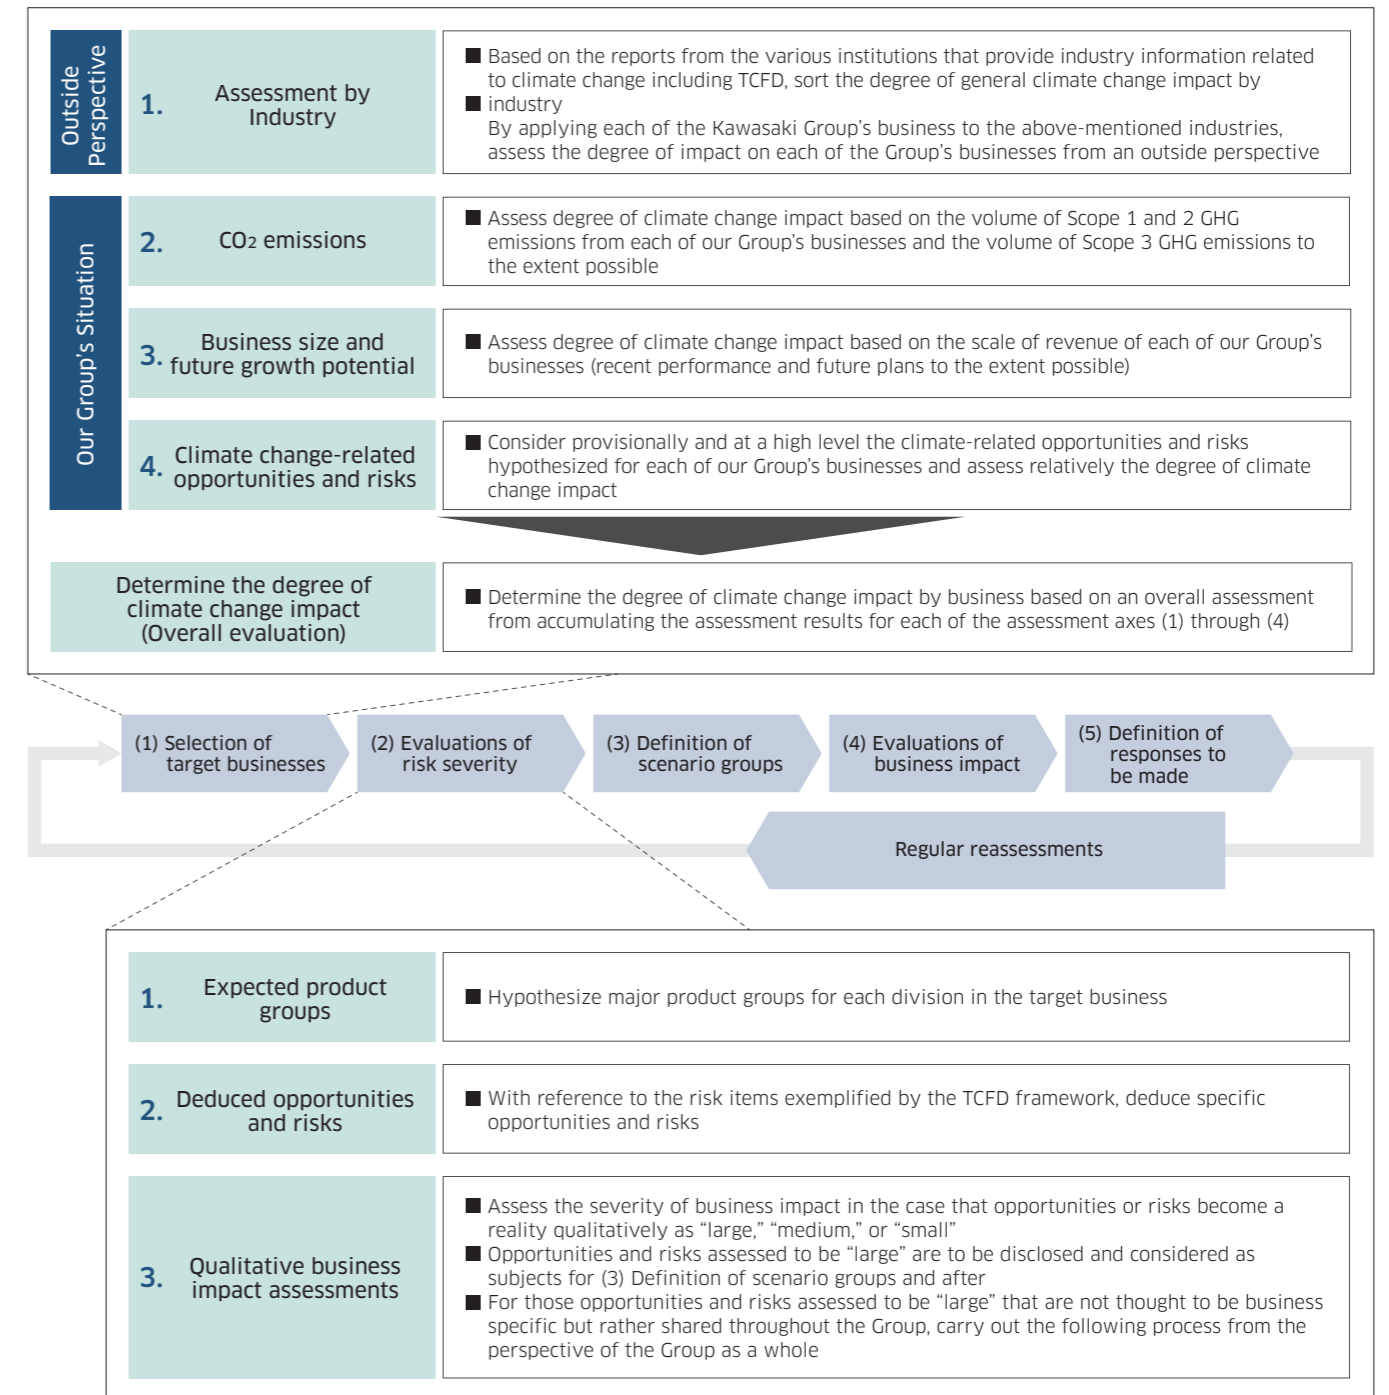 Outside
Perspective
1.
Assessment by
Industry
■ Based on the reports from the various institutions that provide industry information related
to climate change including TCFD, sort the degree of general climate change impact by
■ industry
By applying each of the Kawasaki Group's business to the above-mentioned industries,
assess the degree of impact on each of the Group's businesses from an outside perspective
Our Group's Situation
2.
CO2 emissions
■ Assess degree of climate change impact based on the volume of Scope 1 and 2 GHG
emissions from each of our Group's businesses and the volume of Scope 3 GHG emissions to
the extent possible
3.
Business size and
future growth potential
■ Assess degree of climate change impact based on the scale of revenue of each of our Group's
businesses (recent performance and future plans to the extent possible)
4.
Climate change-related
opportunities and risks
■ Consider provisionally and at a high level the climate-related opportunities and risks
hypothesized for each of our Group's businesses and assess relatively the degree of climate
change impact
Determine the degree of
climate change impact
(Overall evaluation)
■ Determine the degree of climate change impact by business based on an overall assessment
from accumulating the assessment results for each of the assessment axes (1) through (4)
(1) Selection of
target businesses
(2) Evaluations of
risk severity
(3) Definition of
scenario groups
(4) Evaluations of
business impact
(5) Definition of
responses to
be made
Regular reassessments
1.
Expected product
groups
■ Hypothesize major product groups for each division in the target business
2.
Deduced opportunities
and risks
■ With reference to the risk items exemplified by the TCFD framework, deduce specific
opportunities and risks
3.
Qualitative business
impact assessments
■ Assess the severity of business impact in the case that opportunities or risks become a
reality qualitatively as “large,” “medium,” or “small”
■ Opportunities and risks assessed to be “large” are to be disclosed and considered as
subjects for (3) Definition of scenario groups and after
■ For those opportunities and risks assessed to be “large” that are not thought to be business
specific but rather shared throughout the Group, carry out the following process from the
perspective of the Group as a whole